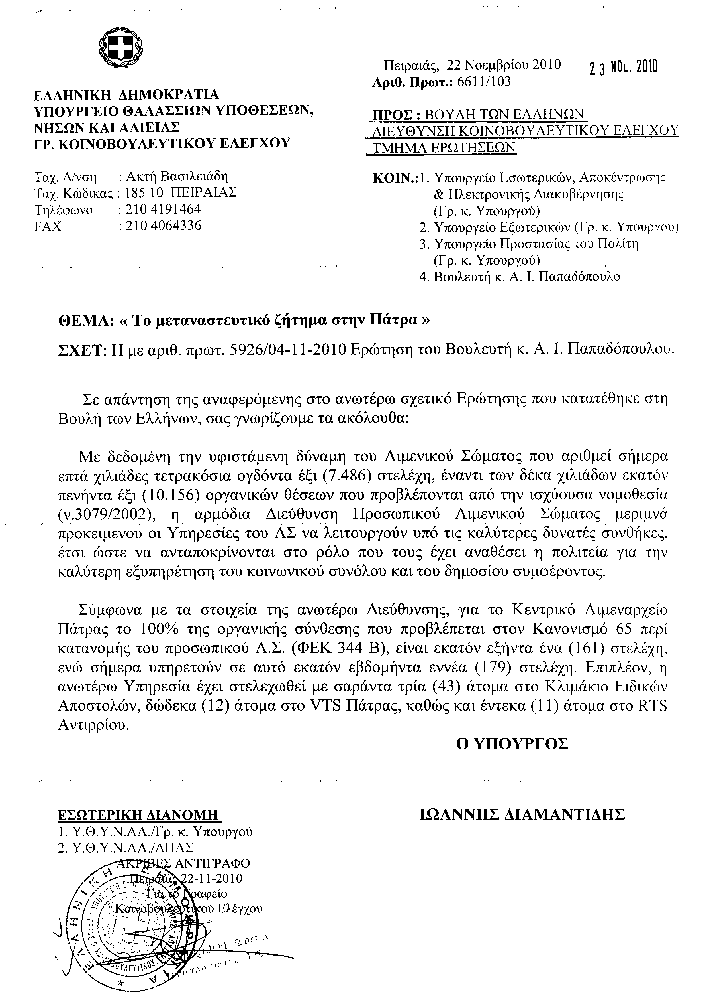 Πειραιάς, 22 Νοεμβρίου 2010
23 ΝΟΕ. 2010
Αριθ. Πρωτ.: 6611/103
ΕΛΛΗΝΙΚΗ ΔΗΜΟΚΡΑΤΙΑ
ΥΠΟΥΡΓΕΙΟ ΘΑΛΑΣΣΙΩΝ ΥΠΟΘΕΣΕΩΝ,
ΝΗΣΩΝ ΚΑΙ ΑΛΙΕΙΑΣ
ΓΡ. ΚΟΙΝΟΒΟΥΛΕΥΤΙΚΟΥ ΕΛΕΓΧΟΥ
ΠΡΟΣ : ΒΟΥΛΗ ΤΩΝ ΕΛΛΗΝΩΝ
ΔΙΕΥΘΥΝΣΗ ΚΟΙΝΟΒΟΥΛΕΥΤΙΚΟΥ ΕΛΕΓΧΟΥ
ΤΜΗΜΑ ΕΡΩΤΗΣΕΩΝ
Ταχ. Δ/νση : Ακτή Βασιλειάδη
Ταχ. Κώδικας : 185 10 ΠΕΙΡΑΙΑΣ
Τηλέφωνο : 210 4191464
FAX : 210 4064336
ΚΟΙΝ.:1. Υπουργείο Εσωτερικών, Αποκέντρωσης
& Ηλεκτρονικής Διακυβέρνησης
(Γρ. κ. Υπουργού)
2. Υπουργείο Εξωτερικών (Γρ. κ. Υπουργού)
3. Υπουργείο Προστασίας του Πολίτη
(Γρ. κ. Υπουργού)
4. Βουλευτή κ. Α. Ι. Παπαδόπουλο
ΘΕΜΑ: « Το μεταναστευτικό ζήτημα στην Πάτρα »
ΣΧΕΤ: Η με αριθ. πρωτ. 5926/04-11-2010 Ερώτηση του Βουλευτή κ. Α. Ι. Παπαδόπουλου.
Σε απάντηση της αναφερόμενης στο ανωτέρω σχετικό Ερώτησης που κατατέθηκε στη
Βουλή των Ελλήνων, σας γνωρίζουμε τα ακόλουθα:
Με δεδομένη την υφιστάμενη δύναμη του Λιμενικού Σώματος που αριθμεί σήμερα
επτά χιλιάδες τετρακόσια ογδόντα έξι (7.486) στελέχη, έναντι των δέκα χιλιάδων εκατόν
πενήντα έξι (10.156) οργανικών θέσεων που προβλέπονται από την ισχύουσα νομοθεσία
(ν.3079/2002), η αρμόδια Διεύθυνση Προσωπικού Λιμενικού Σώματος μεριμνά
προκειμενου οι Υπηρεσίες του ΛΣ να λειτουργούν υπό τις καλύτερες δυνατές συνθήκες,
έτσι ώστε να ανταποκρίνονται στο ρόλο που τους έχει αναθέσει η πολιτεία για την
καλύτερη εξυπηρέτηση του κοινωνικού συνόλου και του δημοσίου συμφέροντος.
Σύμφωνα με τα στοιχεία της ανωτέρω Διεύθυνσης, για το Κεντρικό Λιμεναρχείο
Πάτρας το 100% της οργανικής σύνθεσης που προβλέπεται στον Κανονισμό 65 περί
κατανομής του προσωπικού Λ.Σ. (ΦΕΚ 344 Β), είναι εκατόν εξήντα ένα (161) στελέχη,
ενώ σήμερα υπηρετούν σε αυτό εκατόν εβδομήντα εννέα (179) στελέχη. Επιπλέον, η
ανωτέρω Υπηρεσία έχει στελεχωθεί με σαράντα τρία (43) άτομα στο Κλιμάκιο Ειδικών
Αποστολών, δώδεκα (12) άτομα στο VTS Πάτρας, καθώς και έντεκα (11) άτομα στο RTS
Αντιρρίου.
Ο ΥΠΟΥΡΓΟΣ
ΙΩΑΝΝΗΣ ΔΙΑΜΑΝΤΙΔΗΣ
ΕΣΩΤΕΡΙΚΗ ΔΙΑΝΟΜΗ
1. Υ.Θ.Υ.Ν.ΑΛ./Γρ. κ. Υπουργού
2. Υ.Θ.Υ.Ν.ΑΛ./ΔΠΛΣ
ΑΚΡΙΒΕΣ ΑΝΤΙΓΡΑΦΟ
Πειραιάς 22-11-2010
Για το Γραφείο
Κοινοβουλευτικού Ελέγχου
ΕΛΛΗΝΙΚΗ ΔΗΜΟΚΡΑΤΙΑ
Σοφία